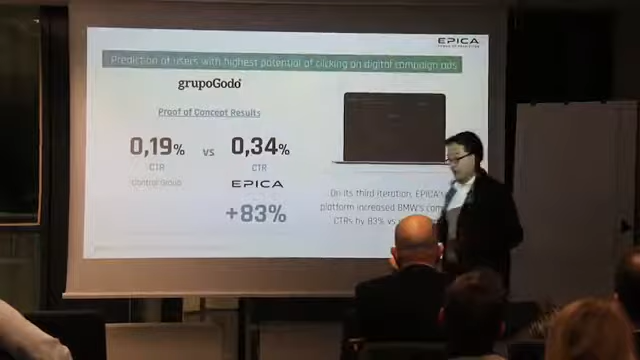 EPICA
Prediction of users with highest potential of clicking on digital campaign ads
grupoGodó
Proof of Concept Results
0,19% vs 0,34%
CTR CTR
Control Group EPICA
+83%
On its third iteration, EPICA's
platform increased BMW's
CTRs by 83% vs